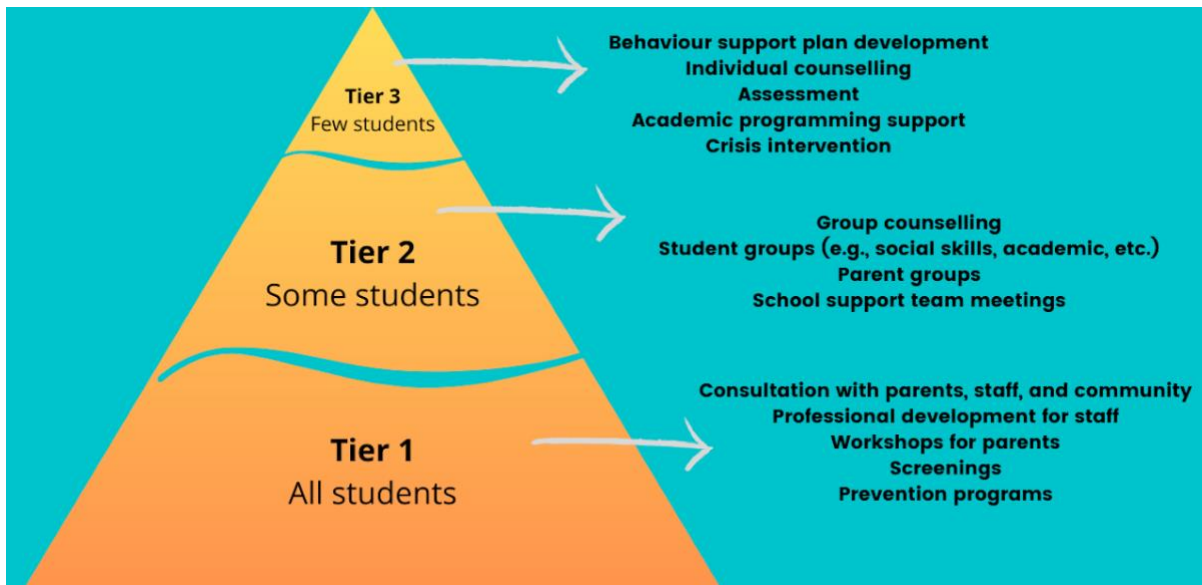 Behaviour support plan development
Individual counselling
Assessment
Academic programming support
Crisis intervention
Tier 3
Few students
Group counselling
Student groups (e.g., social skills, academic, etc.)
Parent groups
School support team meetings
Tier 2
Some students
Consultation with parents, staff, and community
Professional development for staff
Workshops for parents
Screenings
Prevention programs
Tier 1
All students